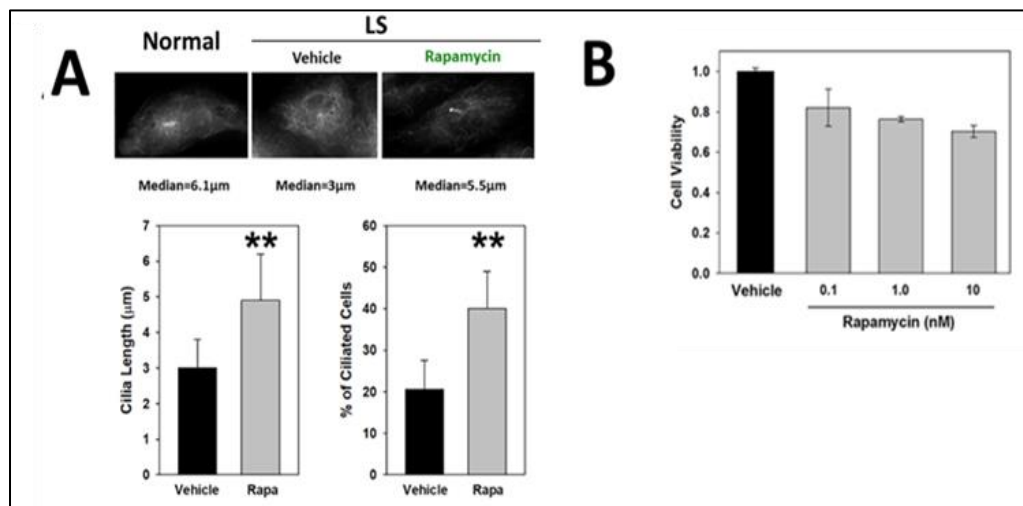 A
Normal
LS
Vehicle
Rapamycin
Median=6.1µm
Median=3µm
Median=5.5µm
Cilia Length (µm)
7
6
5
4
3
2
1
0
**
Vehicle
Rapa
% of Ciliated Cells
60
50
40
30
20
10
0
**
Vehicle
Rapa
B
Cell Viability
1.0
0.8
0.6
0.4
0.2
0.0
Vehicle
0.1
1.0
10
Rapamycin (nM)